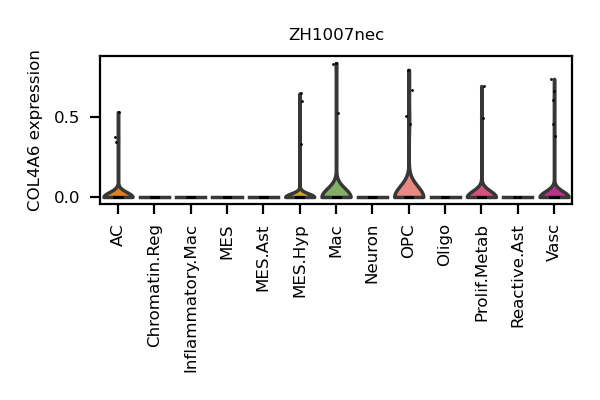 ZH1007nec
COL4A6 expression
0.5
0.0
AC
Chromatin.Reg
Inflammatory.Mac
MES
MES.Ast
MES.Hyp
Mac
Neuron
OPC
Oligo
Prolif.Metab
Reactive.Ast
Vasc